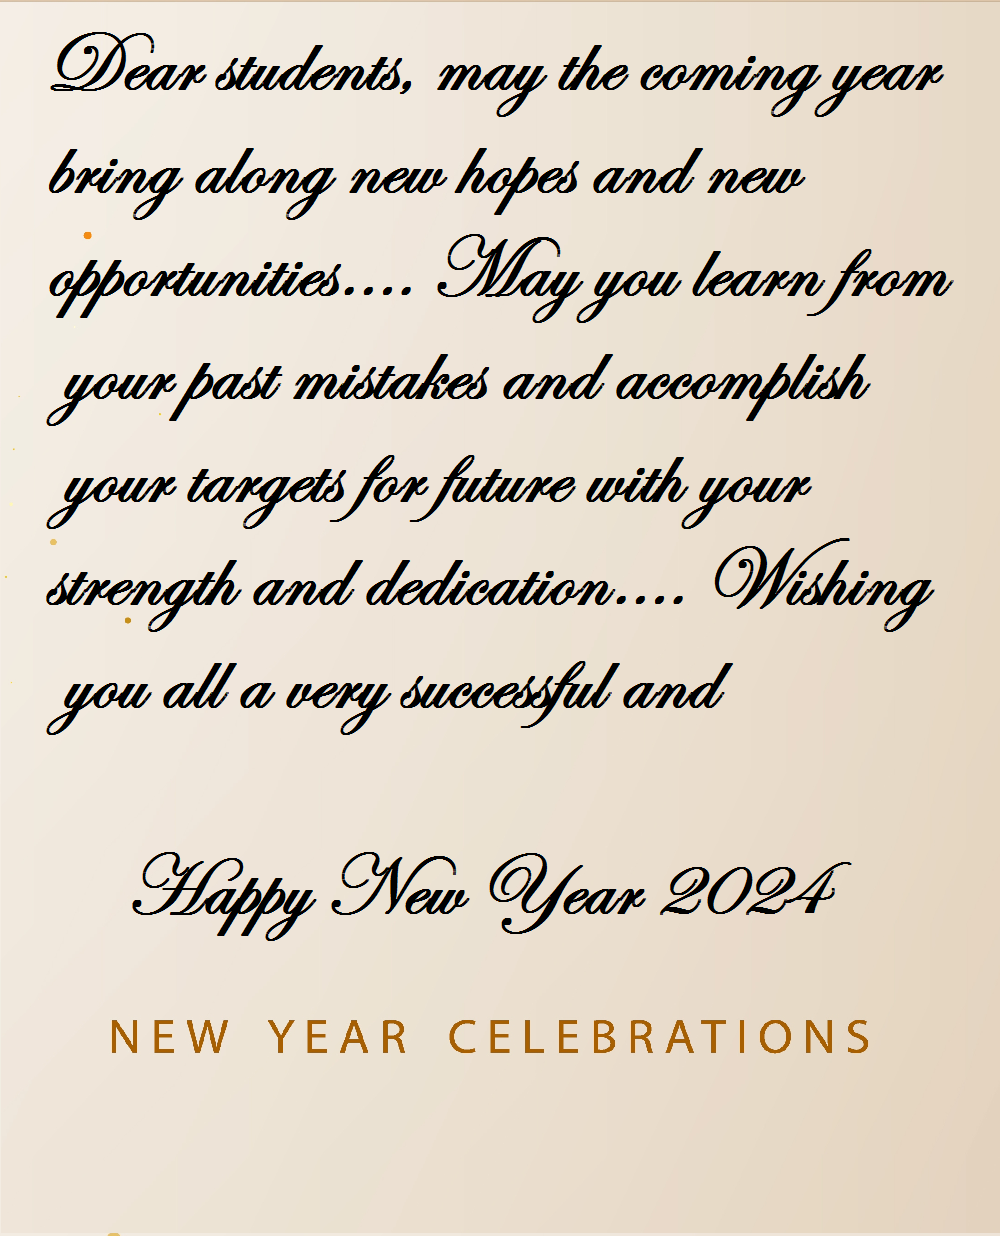 Dear students, may the coming year
bring along new hopes and new
opportunities.... May you learn from
your past mistakes and accomplish
your targets for future with your
strength and dedication.... Wishing
you all a very successful and
Happy New Year 2024
NEW YEAR CELEBRATIONS